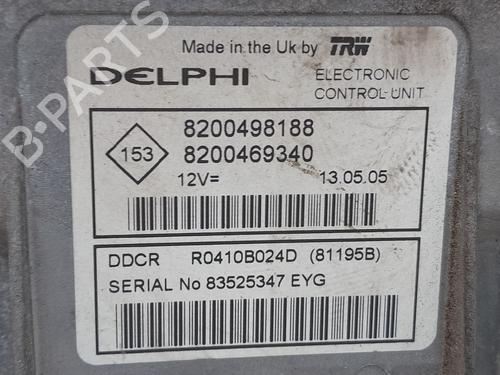 Made in the Uk by TRW
DELPHI
ELECTRONIC
CONTROL UNIT
153
8200498188
8200469340
12V=
13.05.05
DDCR R0410B024D (81195B)
SERIAL No 83525347 EYG
B-PARTS
B-PARTS